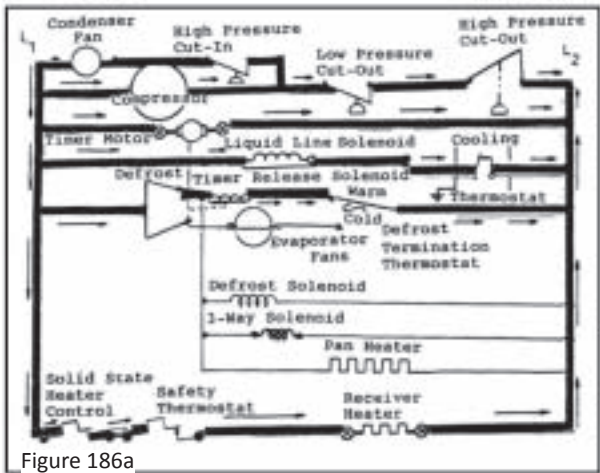 Condenser
Fan
High Pressure
Cut-In
High Pressure
Cut-Out
L1
L2
Low Pressure
Cut-Out
Compressor
Timer Motor
Liquid Line Solenoid
Cooling
Defrost
Timer Release Solenoid
Warm
Thermostat
Cold
Evaporator
Fans
Defrost
Termination
Thermostat
Defrost Solenoid
3-Way Solenoid
Pan Heater
Solid State
Heater
Control
Safety
Thermostat
Receiver
Heater
Figure 186a